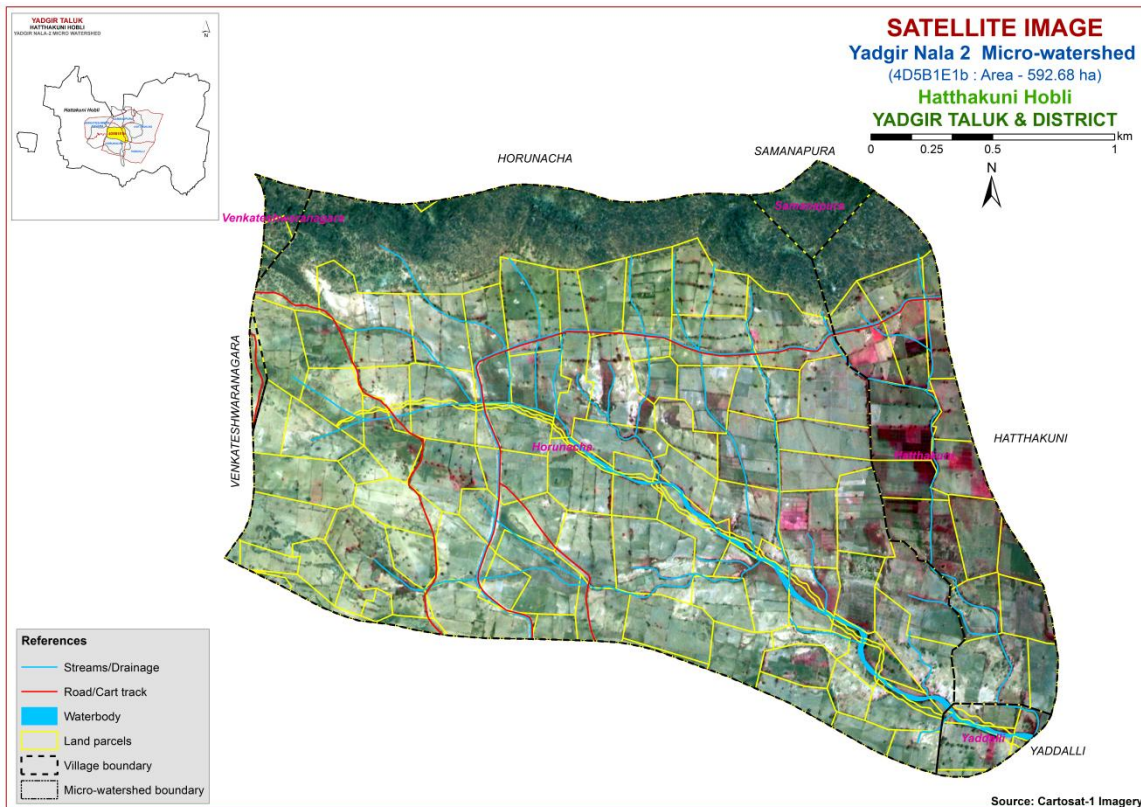 YADGIR TALUK
HATTHAKUNI HOBLI
YADGIR NALA-2 MICRO WATERSHED
N
Hattakuni Hobli
SATELLITE IMAGE
Yadgir Nala 2 Micro-watershed
(4D5B1E1b : Area - 592.68 ha)
Hatthakuni Hobli
YADGIR TALUK & DISTRICT
km
0 0.25 0.5 1
N
HORUNACHA
SAMANAPURA
Venkateshwaranagara
Samanapura
VENKATESHWARANAGARA
HATTHAKUNI
Horunacha
Hatthakuni
Yaddalli
YADDALLI
References
Streams/Drainage
Road/Cart track
Waterbody
Land parcels
Village boundary
Micro-watershed boundary
Source: Cartosat-1 Imagery